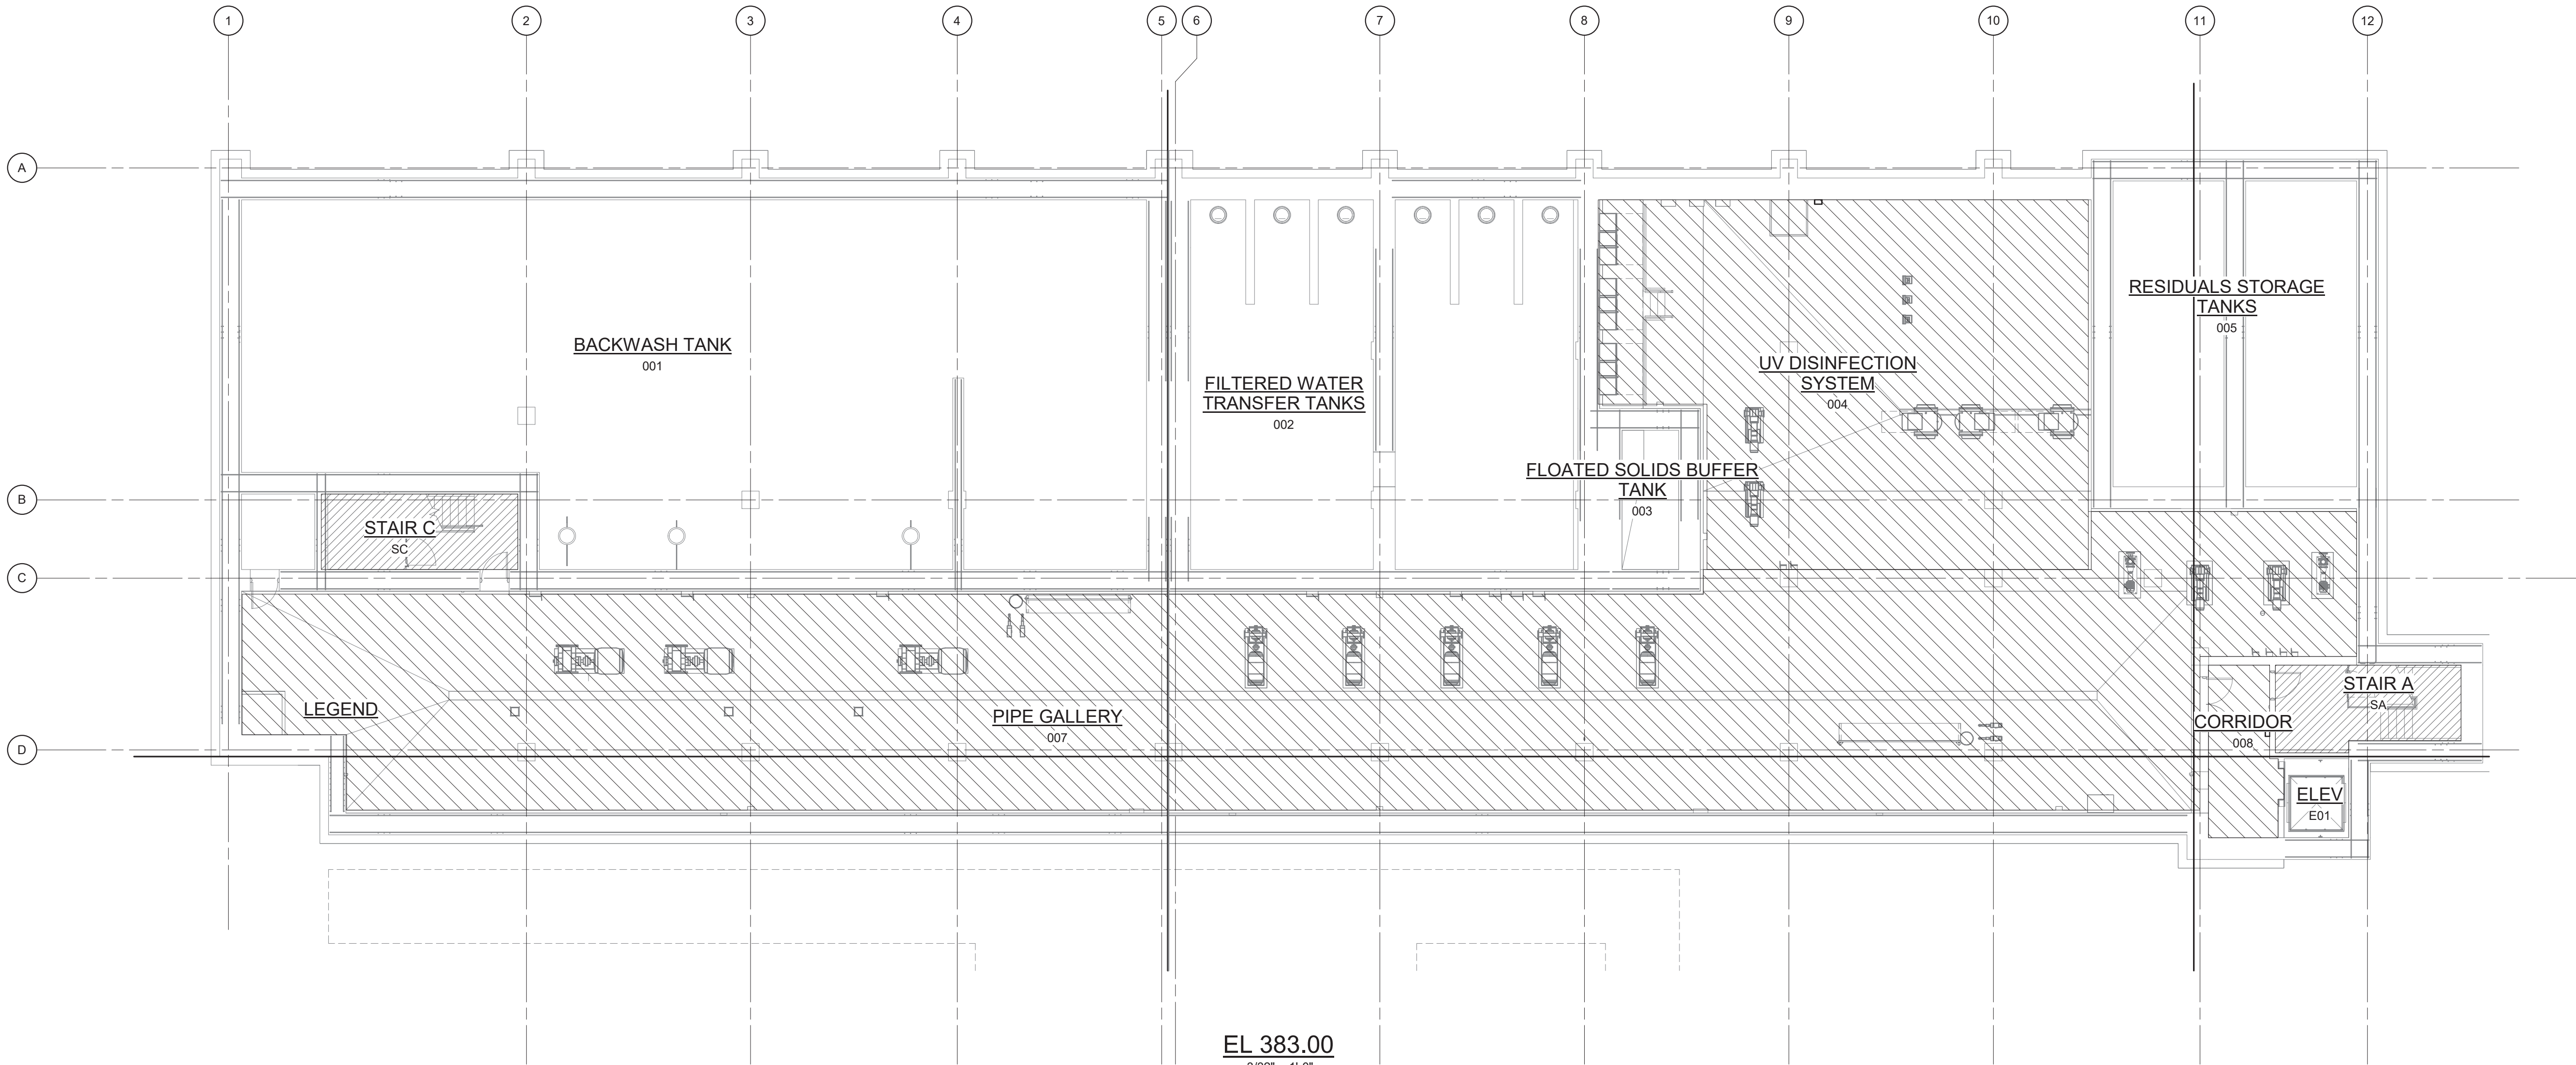 1 2 3 4 5 6 7 8 9 10 11 12
A
RESIDUALS STORAGE
TANKS
005
BACKWASH TANK
001
FILTERED WATER
TRANSFER TANKS
002
UV DISINFECTION
SYSTEM
004
FLOATED SOLIDS BUFFER
TANK
003
B
STAIR C
SC
C
LEGEND
PIPE GALLERY
007
STAIR A
SA
CORRIDOR
008
D
ELEV
E01
EL 383.00